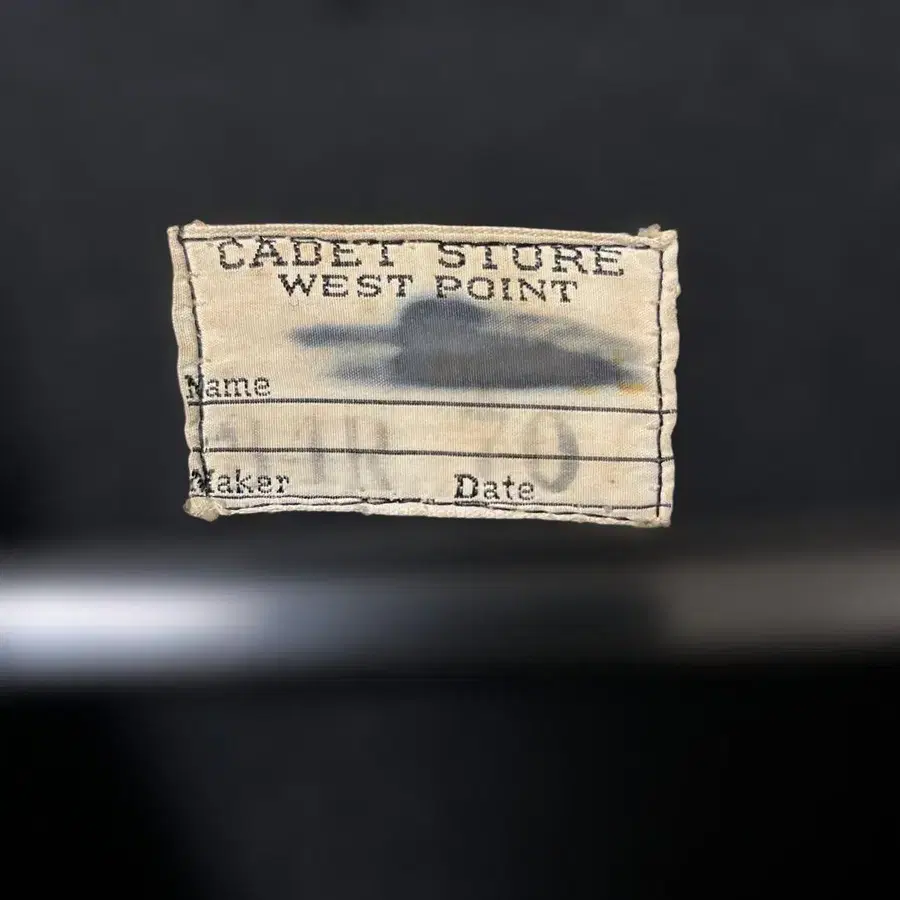 CADET STORE
WEST POINT
Name
Maker Date